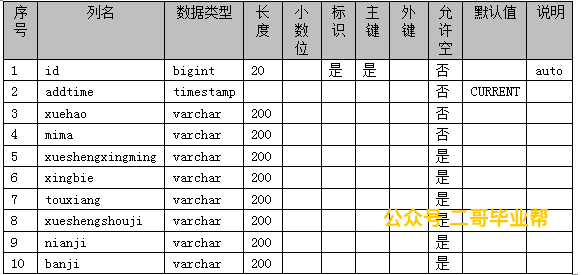 序号 列名 数据类型 长度 小数位 标识 主键 外键 允许空 默认值 说明
1 id bigint 20 是 是 否 auto
2 addtime timestamp 否 CURRENT
3 xuehao varchar 200 否
4 mima varchar 200 否
5 xueshengxingming varchar 200 是
6 xingbie varchar 200 是
7 touxiang varchar 200 是
8 xueshengshouji varchar 200 是
公众号 二哥毕业帮
9 nianji varchar 200 是
10 banji varchar 200 是